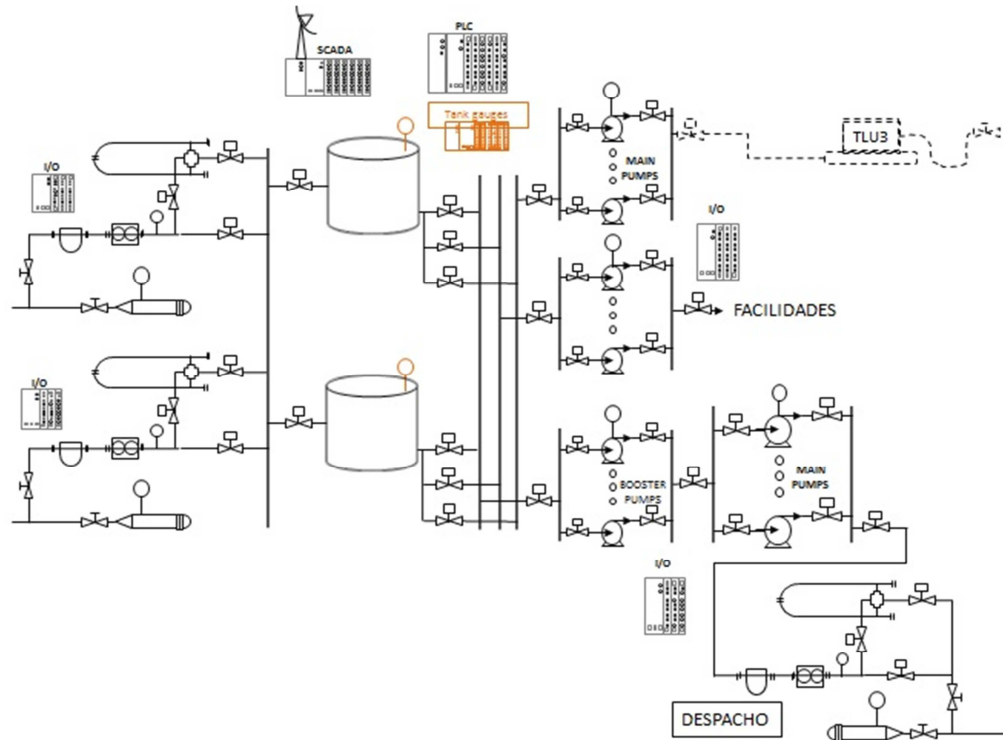 SCADA
PLC
Tank gauges
I/O
MAIN
PUMPS
TLU3
I/O
FACILIDADES
I/O
BOOSTER
PUMPS
MAIN
PUMPS
I/O
DESPACHO